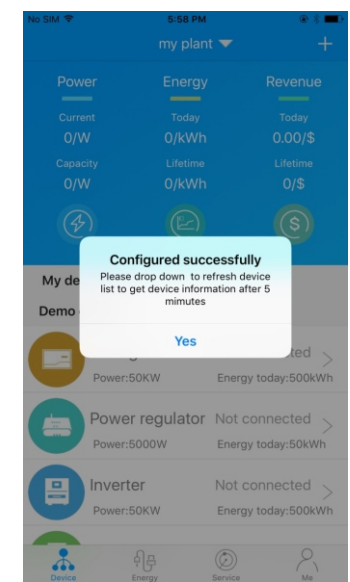 No SIM 5:58 PM
my plant
Power Energy Revenue
Current Today Today
0/W 0/kWh 0.00/$
Capacity Lifetime Lifetime
0/W 0/kWh 0/$
$
Configured successfully
Please drop down to refresh device
list to get device information after 5
mimutes
Yes
My de
Demo
ted
Power:50KW Energy today:500kWh
Power regulator Not connected
Power:5000W Energy today:50kWh
Inverter Not connected
Power:50KW Energy today:500kWh
Device Energy Service Me